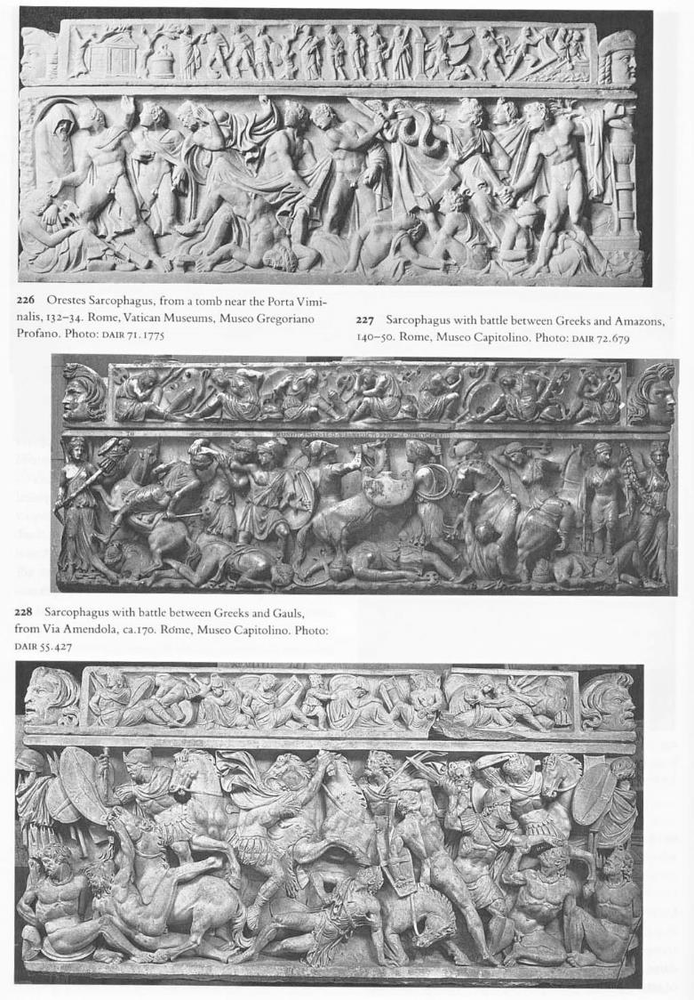 226 Orestes Sarcophagus, from a tomb near the Porta Vimi-
nalis, 132–34. Rome, Vatican Museums, Museo Gregoriano
Profano. Photo: DAIR 71.1775
227 Sarcophagus with battle between Greeks and Amazons,
140–50. Rome, Museo Capitolino. Photo: DAIR 72.679
228 Sarcophagus with battle between Greeks and Gauls,
from Via Amendola, ca.170. Rome, Museo Capitolino. Photo:
DAIR 55.427